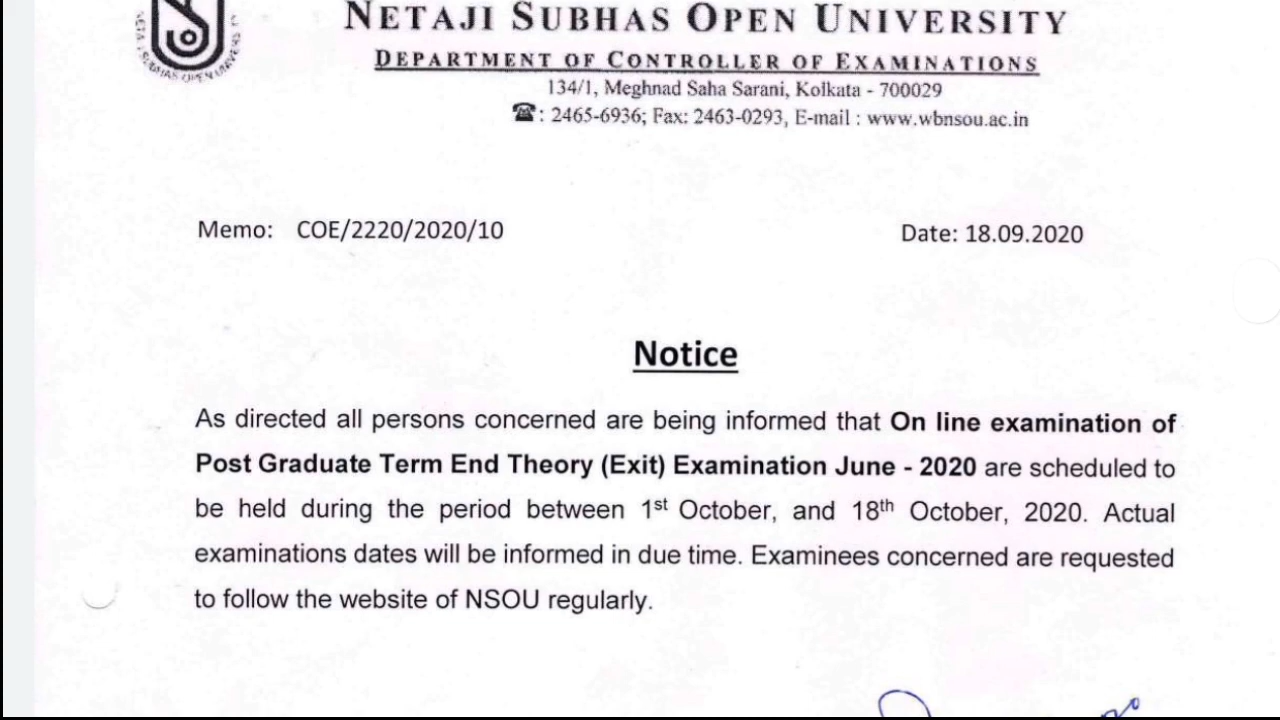 NETAJI SUBHAS OPEN UNIVERSITY
DEPARTMENT OF CONTROLLER OF EXAMINATIONS
134/1, Meghnad Saha Sarani, Kolkata - 700029
☎: 2465-6936; Fax: 2463-0293, E-mail : www.wbnsou.ac.in
Memo: COE/2220/2020/10 Date: 18.09.2020
Notice
As directed all persons concerned are being informed that On line examination of
Post Graduate Term End Theory (Exit) Examination June - 2020 are scheduled to
be held during the period between 1st October, and 18th October, 2020. Actual
examinations dates will be informed in due time. Examinees concerned are requested
to follow the website of NSOU regularly.